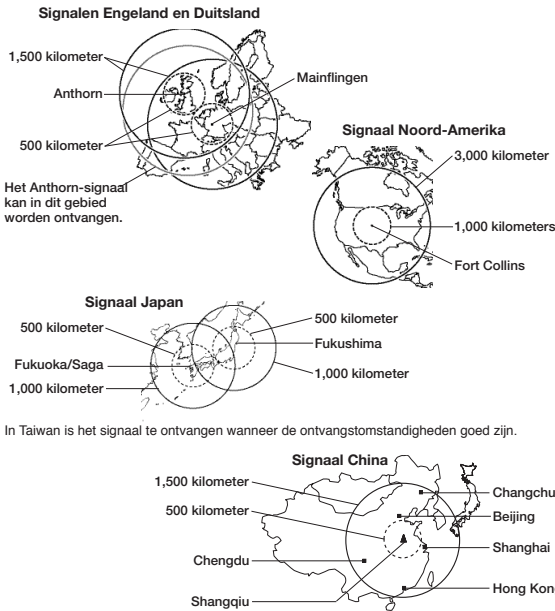 Signalen Engeland en Duitsland
1,500 kilometer
Anthorn
Mainflingen
500 kilometer
Het Anthorn-signaal
kan in dit gebied
worden ontvangen.
Signaal Noord-Amerika
3,000 kilometer
1,000 kilometers
Fort Collins
Signaal Japan
500 kilometer
500 kilometer
Fukushima
Fukuoka/Saga
1,000 kilometer
1,000 kilometer
In Taiwan is het signaal te ontvangen wanneer de ontvangstomstandigheden goed zijn.
Signaal China
1,500 kilometer
Changchu
500 kilometer
Beijing
Shanghai
Chengdu
Hong Kon
Shangqiu